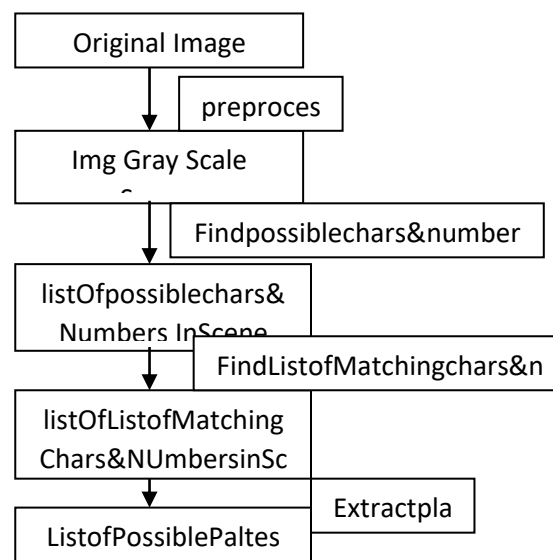 Original Image
preproces
Img Gray Scale
Findpossiblechars&number
listOfpossiblechars&
Numbers InScene
FindListofMatchingchars&n
listOfListofMatching
Chars&NUmbersinSc
Extractpla
ListofPossiblePaltes